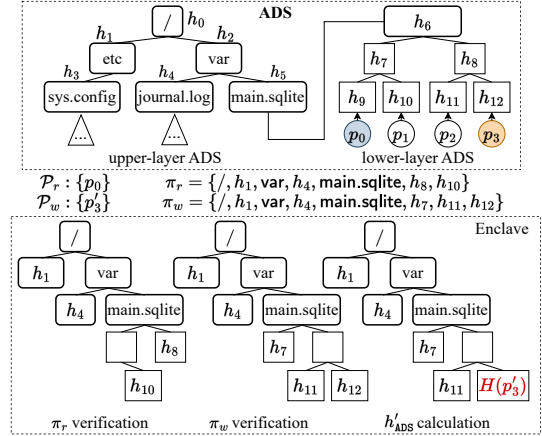 ADS
/ h₀
h₁ h₂
etc var
h₃ h₄ h₅
sys.config journal.log main.sqlite
... ...
upper-layer ADS
h₆
h₇ h₈
h₉ h₁₀ h₁₁ h₁₂
p₀ p₁ p₂ p₃
lower-layer ADS
𝒫ᵣ : {p₀} πᵣ = {/, h₁, var, h₄, main.sqlite, h₈, h₁₀}
𝒫_w : {p′₃} π_w = {/, h₁, var, h₄, main.sqlite, h₇, h₁₁, h₁₂}
Enclave
/ / /
h₁ var h₁ var h₁ var
h₄ main.sqlite h₄ main.sqlite h₄ main.sqlite
h₈ h₇ h₇
h₁₀ h₁₁ h₁₂ h₁₁ H(p′₃)
πᵣ verification π_w verification h′_ADS calculation